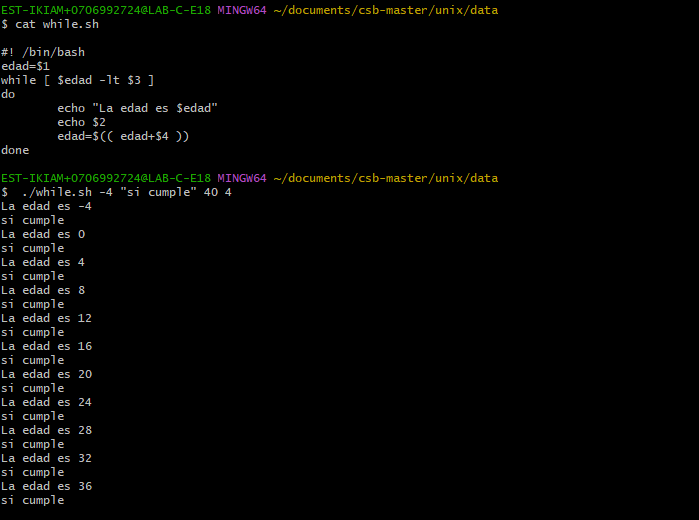 EST-IKIAM+0706992724@LAB-C-E18 MINGW64 ~/documents/csb-master/unix/data
$ cat while.sh
#! /bin/bash
edad=$1
while [ $edad -lt $3 ]
do
        echo "La edad es $edad"
        echo $2
        edad=$(( edad+$4 ))
done
EST-IKIAM+0706992724@LAB-C-E18 MINGW64 ~/documents/csb-master/unix/data
$  ./while.sh -4 "si cumple" 40 4
La edad es -4
si cumple
La edad es 0
si cumple
La edad es 4
si cumple
La edad es 8
si cumple
La edad es 12
si cumple
La edad es 16
si cumple
La edad es 20
si cumple
La edad es 24
si cumple
La edad es 28
si cumple
La edad es 32
si cumple
La edad es 36
si cumple